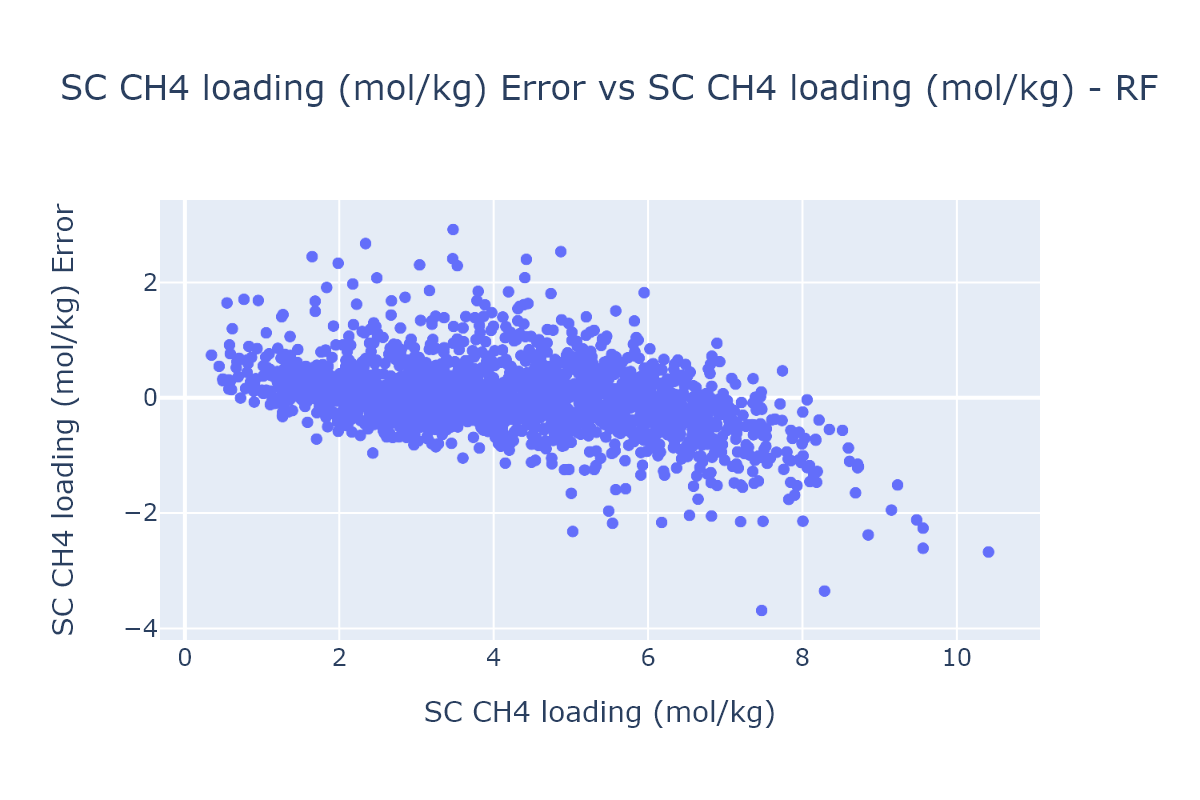 SC CH4 loading (mol/kg) Error vs SC CH4 loading (mol/kg) - RF
SC CH4 loading (mol/kg) Error
2
0
−2
−4
0 2 4 6 8 10
SC CH4 loading (mol/kg)